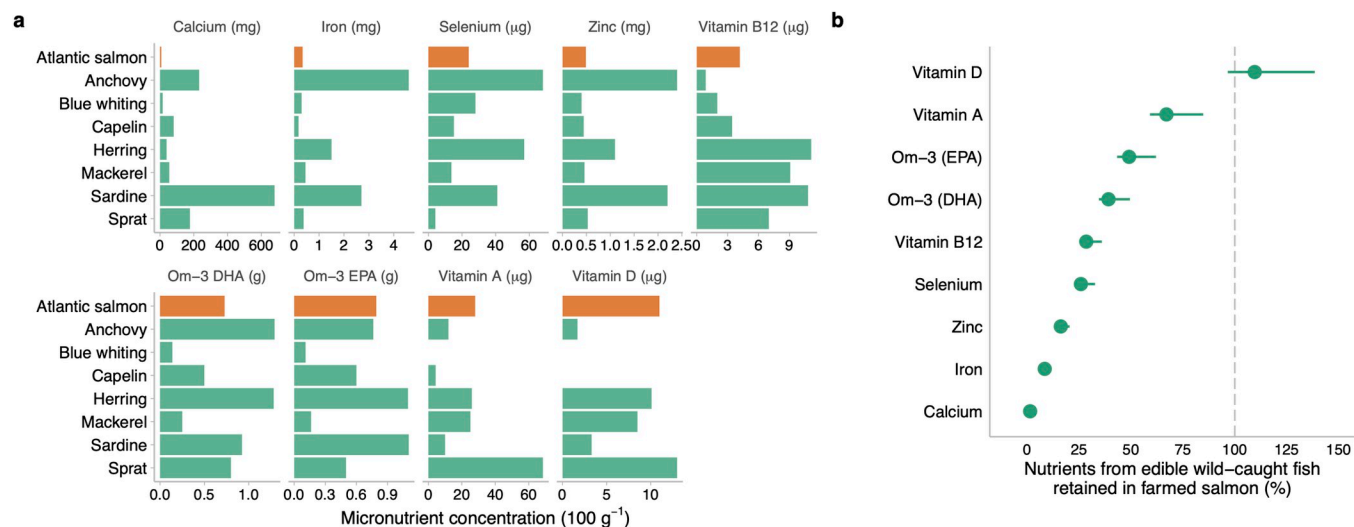 a
Calcium (mg) Iron (mg) Selenium (μg) Zinc (mg) Vitamin B12 (μg)
Atlantic salmon
Anchovy
Blue whiting
Capelin
Herring
Mackerel
Sardine
Sprat
0 200 400 600 0 1 2 3 4 0 20 40 60 0.0 0.5 1.0 1.5 2.0 2.5 0 3 6 9
Om−3 DHA (g) Om−3 EPA (g) Vitamin A (μg) Vitamin D (μg)
Atlantic salmon
Anchovy
Blue whiting
Capelin
Herring
Mackerel
Sardine
Sprat
0.0 0.5 1.0 0.0 0.3 0.6 0.9 0 20 40 60 0 5 10
Micronutrient concentration (100 g⁻¹)
b
Vitamin D
Vitamin A
Om−3 (EPA)
Om−3 (DHA)
Vitamin B12
Selenium
Zinc
Iron
Calcium
0 25 50 75 100 125 150
Nutrients from edible wild−caught fish
retained in farmed salmon (%)